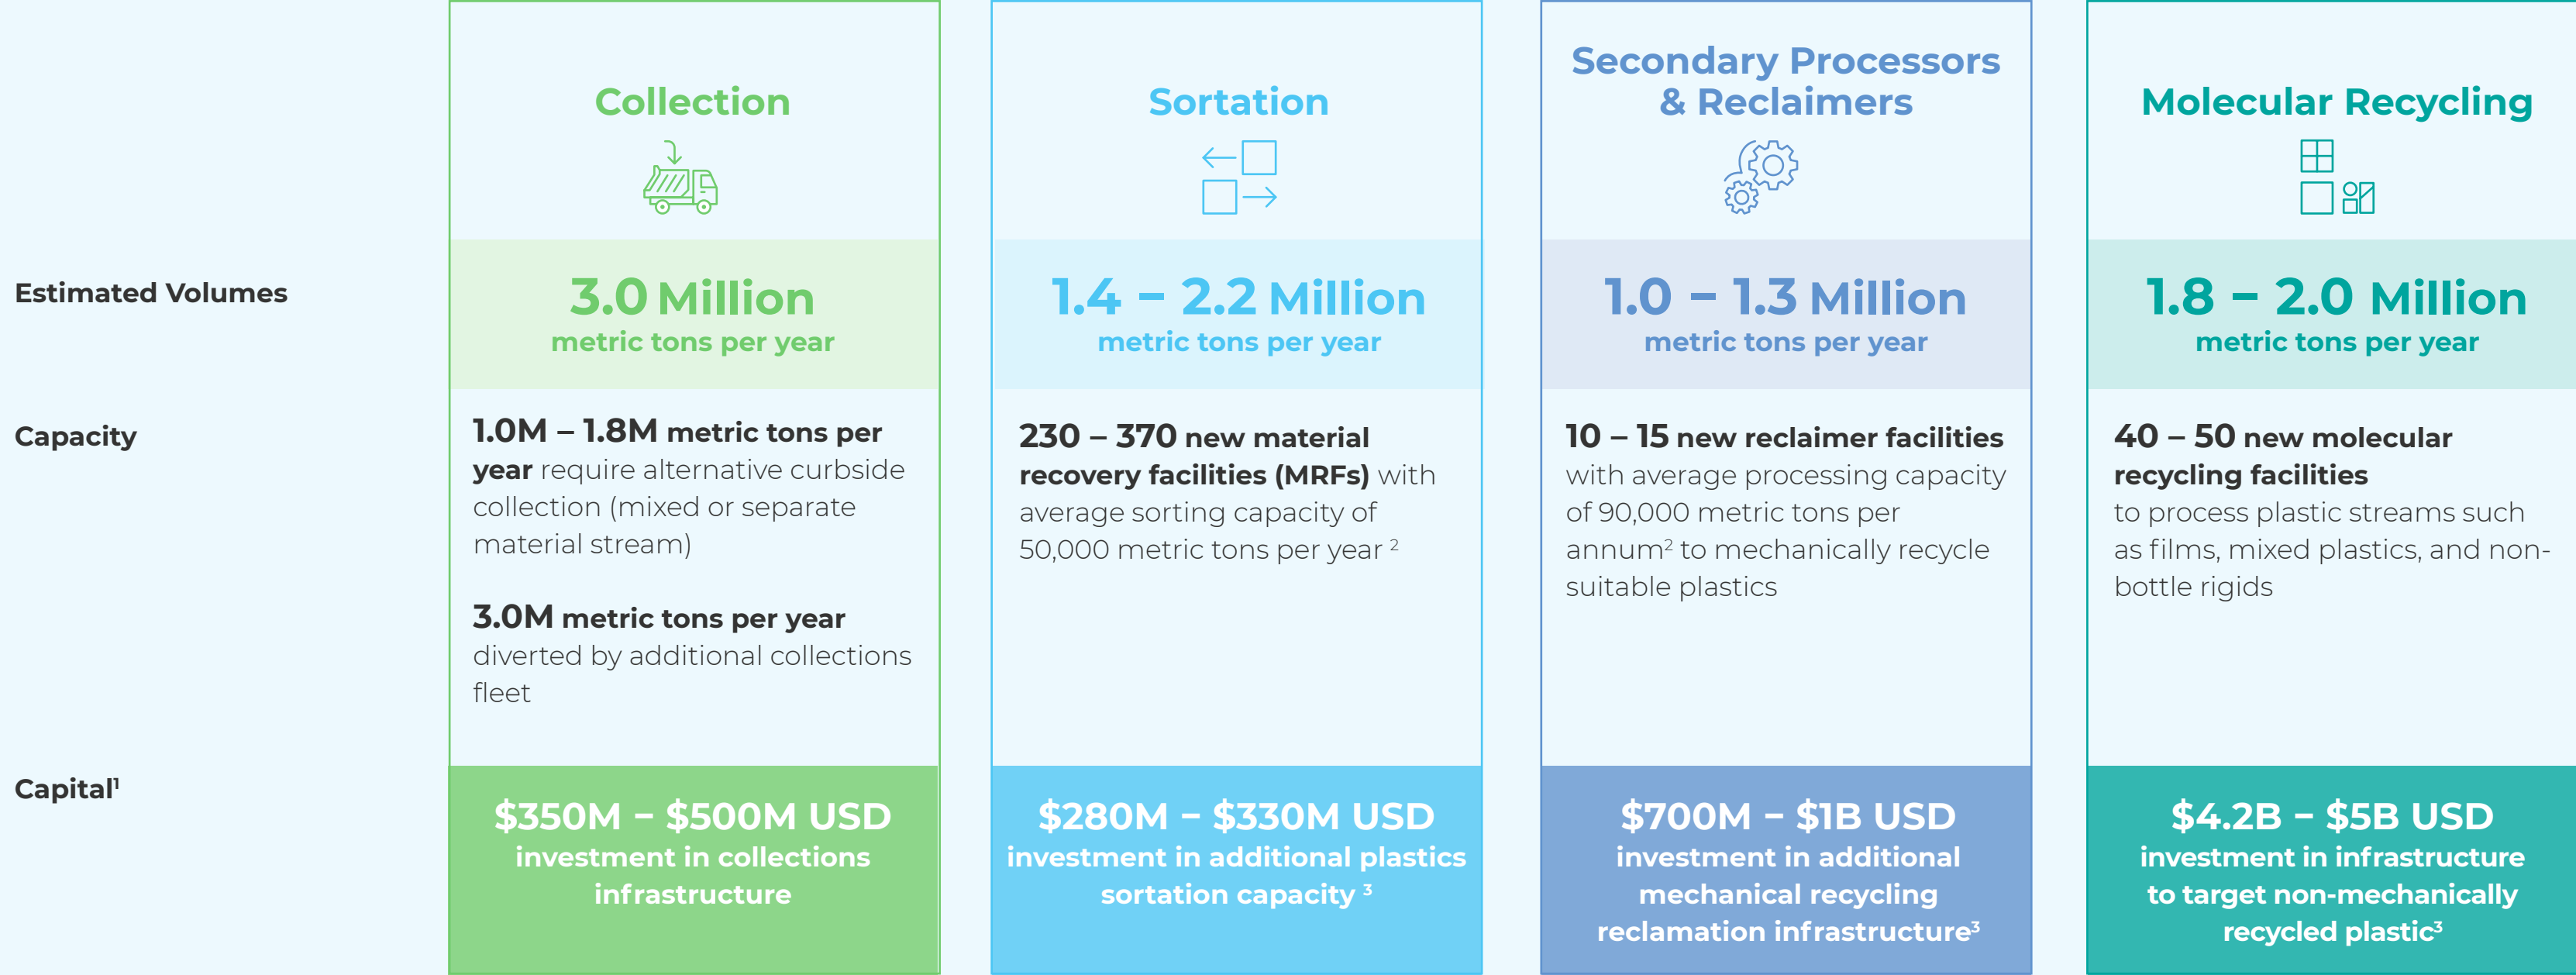 Collection
Sortation
Secondary Processors
& Reclaimers
Molecular Recycling
Estimated Volumes
3.0 Million
metric tons per year
1.4 – 2.2 Million
metric tons per year
1.0 – 1.3 Million
metric tons per year
1.8 – 2.0 Million
metric tons per year
Capacity
1.0M – 1.8M metric tons per
year require alternative curbside
collection (mixed or separate
material stream)
3.0M metric tons per year
diverted by additional collections
fleet
230 – 370 new material
recovery facilities (MRFs) with
average sorting capacity of
50,000 metric tons per year ²
10 – 15 new reclaimer facilities
with average processing capacity
of 90,000 metric tons per
annum² to mechanically recycle
suitable plastics
40 – 50 new molecular
recycling facilities
to process plastic streams such
as films, mixed plastics, and non-
bottle rigids
Capital¹
$350M – $500M USD
investment in collections
infrastructure
$280M – $330M USD
investment in additional plastics
sortation capacity ³
$700M – $1B USD
investment in additional
mechanical recycling
reclamation infrastructure³
$4.2B – $5B USD
investment in infrastructure
to target non-mechanically
recycled plastic³